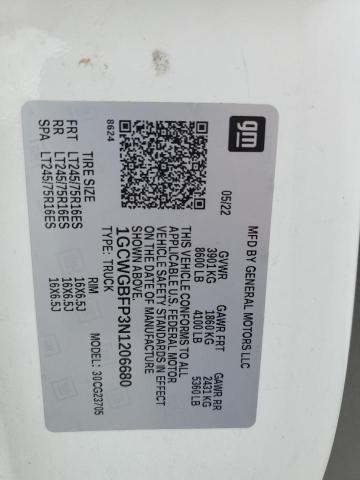 gm
MFD BY GENERAL MOTORS LLC
05/22
GVWR GAWR FRT GAWR RR
3901 KG 1860 KG 2431 KG
8600 LB 4100 LB 5360 LB
THIS VEHICLE CONFORMS TO ALL
APPLICABLE U.S. FEDERAL MOTOR
VEHICLE SAFETY STANDARDS IN EFFECT
ON THE DATE OF MANUFACTURE
SHOWN ABOVE.
1GCWGBFP3N1206680
TYPE: TRUCK MODEL: 30CG23705
8624
TIRE SIZE RIM
FRT LT245/75R16ES 16X6.5J
RR LT245/75R16ES 16X6.5J
SPA LT245/75R16ES 16X6.5J